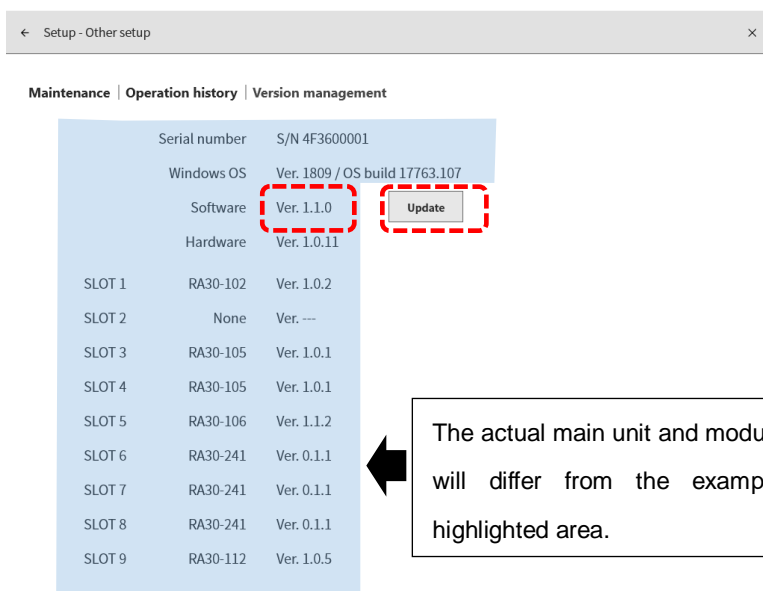 ← Setup - Other setup ×
Maintenance | Operation history | Version management
Serial number S/N 4F3600001
Windows OS Ver. 1809 / OS build 17763.107
Software Ver. 1.1.0 Update
Hardware Ver. 1.0.11
SLOT 1 RA30-102 Ver. 1.0.2
SLOT 2 None Ver. ---
SLOT 3 RA30-105 Ver. 1.0.1
SLOT 4 RA30-105 Ver. 1.0.1
SLOT 5 RA30-106 Ver. 1.1.2
SLOT 6 RA30-241 Ver. 0.1.1
SLOT 7 RA30-241 Ver. 0.1.1
SLOT 8 RA30-241 Ver. 0.1.1
SLOT 9 RA30-112 Ver. 1.0.5
The actual main unit and modu
will differ from the examp
highlighted area.